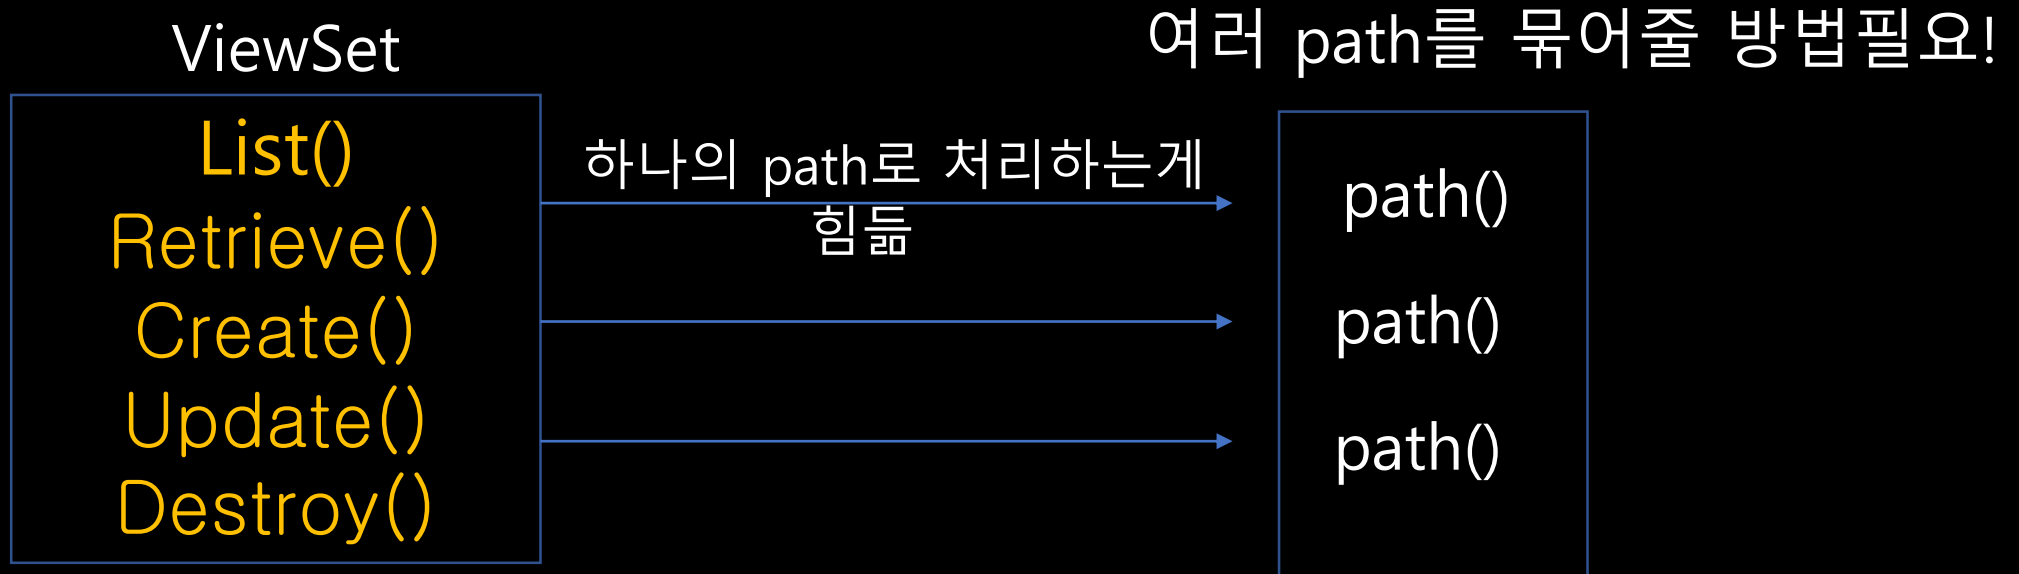 ViewSet
List()
Retrieve()
Create()
Update()
Destroy()
하나의 path로 처리하는게
힘듦
여러 path를 묶어줄 방법필요!
path()
path()
path()